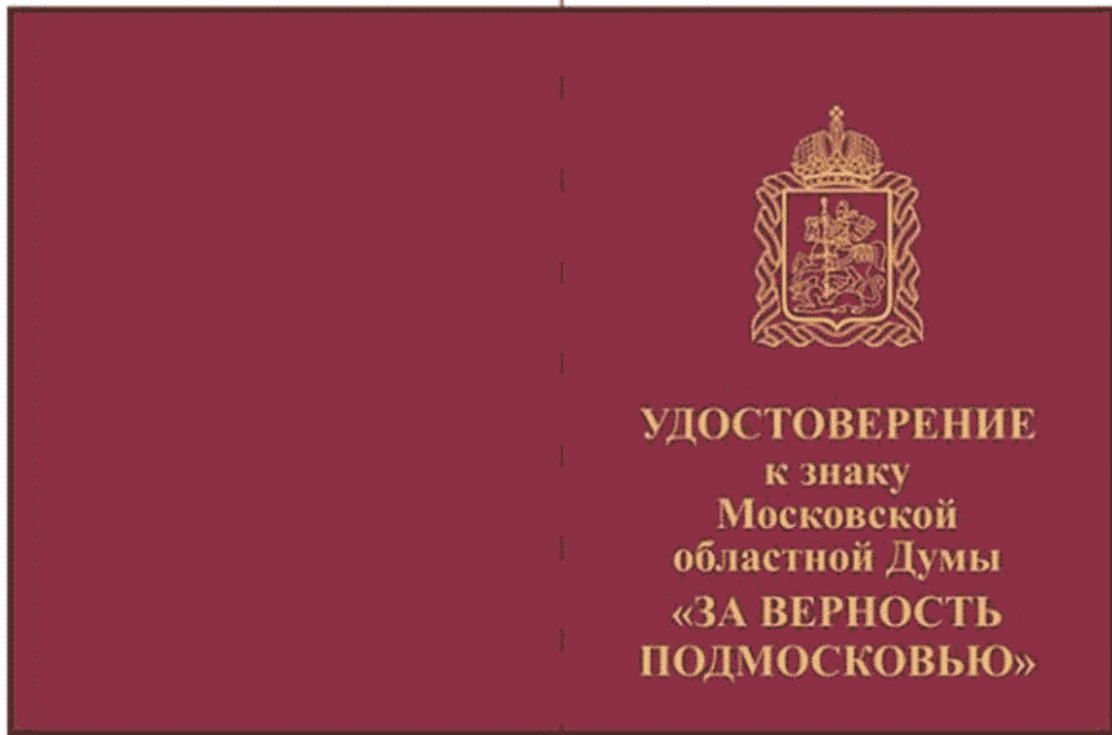 УДОСТОВЕРЕНИЕ
к знаку
Московской
областной Думы
«ЗА ВЕРНОСТЬ
ПОДМОСКОВЬЮ»